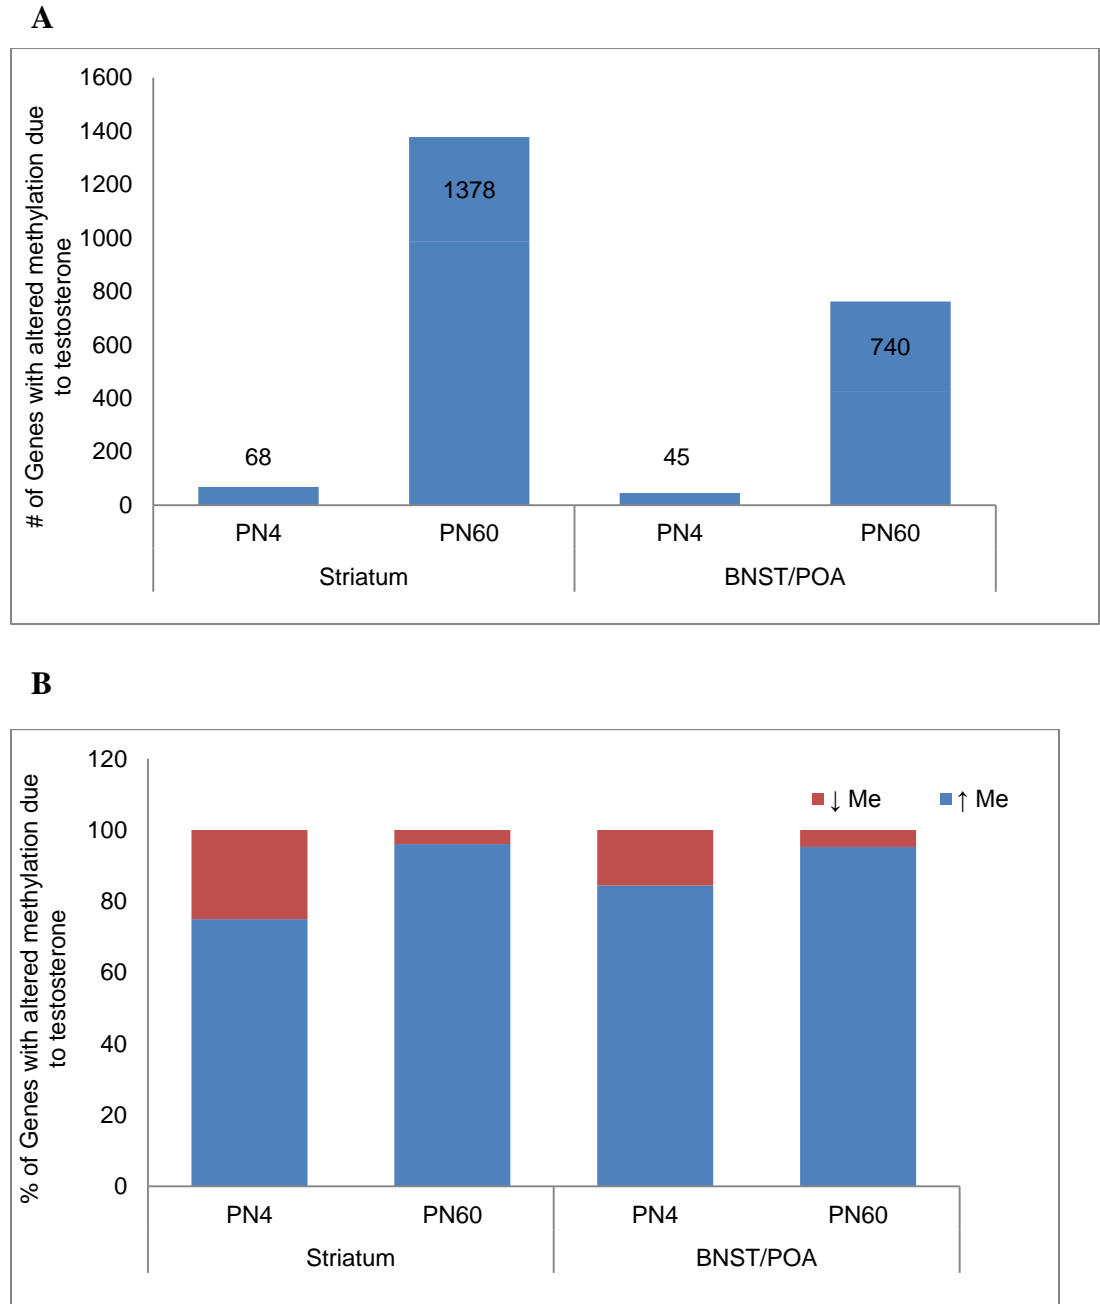 A
# of Genes with altered methylation due
to testosterone
1600
1400
1200
1000
800
600
400
200
0
68
1378
45
740
PN4
PN60
PN4
PN60
Striatum
BNST/POA
B
% of Genes with altered methylation due
to testosterone
120
100
80
60
40
20
0
↓ Me
↑ Me
PN4
PN60
PN4
PN60
Striatum
BNST/POA